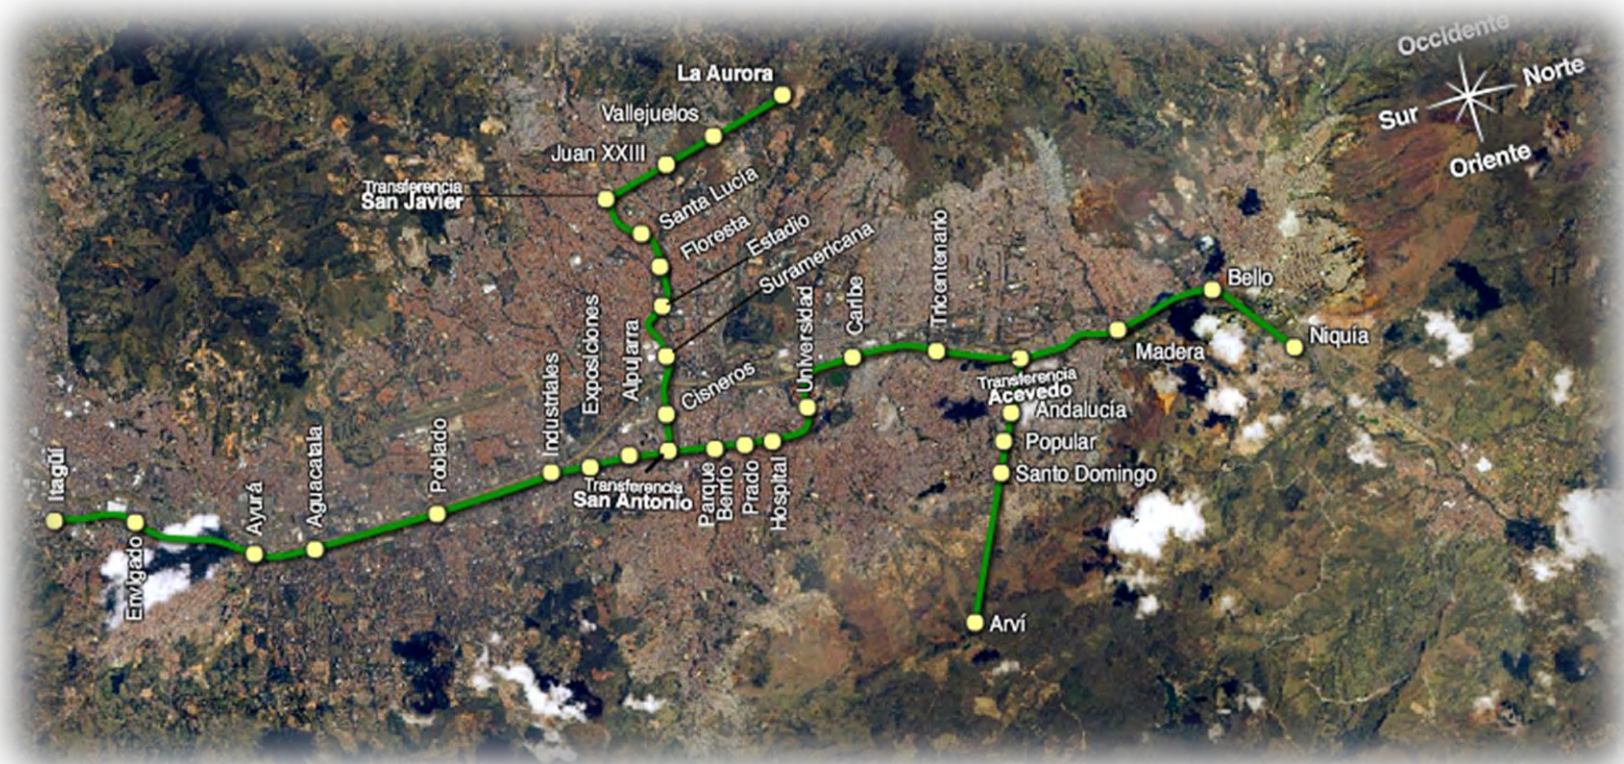 Occidente
Norte
Sur
Oriente
La Aurora
Vallejuelos
Juan XXIII
Transferencia
San Javier
Santa Lucía
Floresta
Estadio
Suramericana
Cisneros
Itagüí
Envigado
Ayurá
Aguacatala
Poblado
Industriales
Exposiciones
Alpujarra
Transferencia
San Antonio
Parque
Berrío
Prado
Hospital
Universidad
Caribe
Tricentenario
Transferencia
Acevedo
Andalucía
Popular
Santo Domingo
Arví
Madera
Bello
Niquía